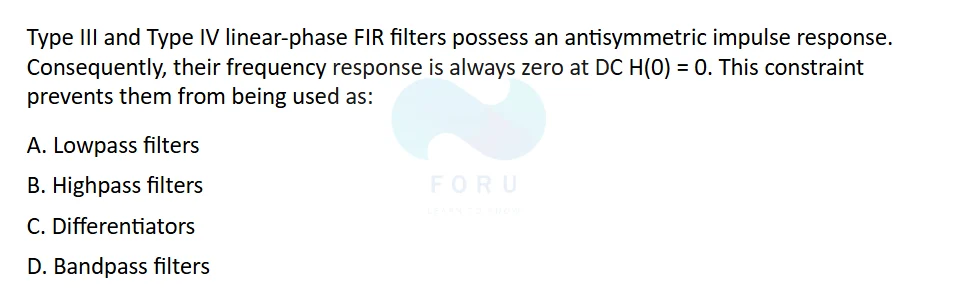 Type III and Type IV linear-phase FIR filters possess an antisymmetric impulse response.
Consequently, their frequency response is always zero at DC H(0) = 0. This constraint
prevents them from being used as:
A. Lowpass filters
B. Highpass filters
FORU
C. Differentiators
D. Bandpass filters